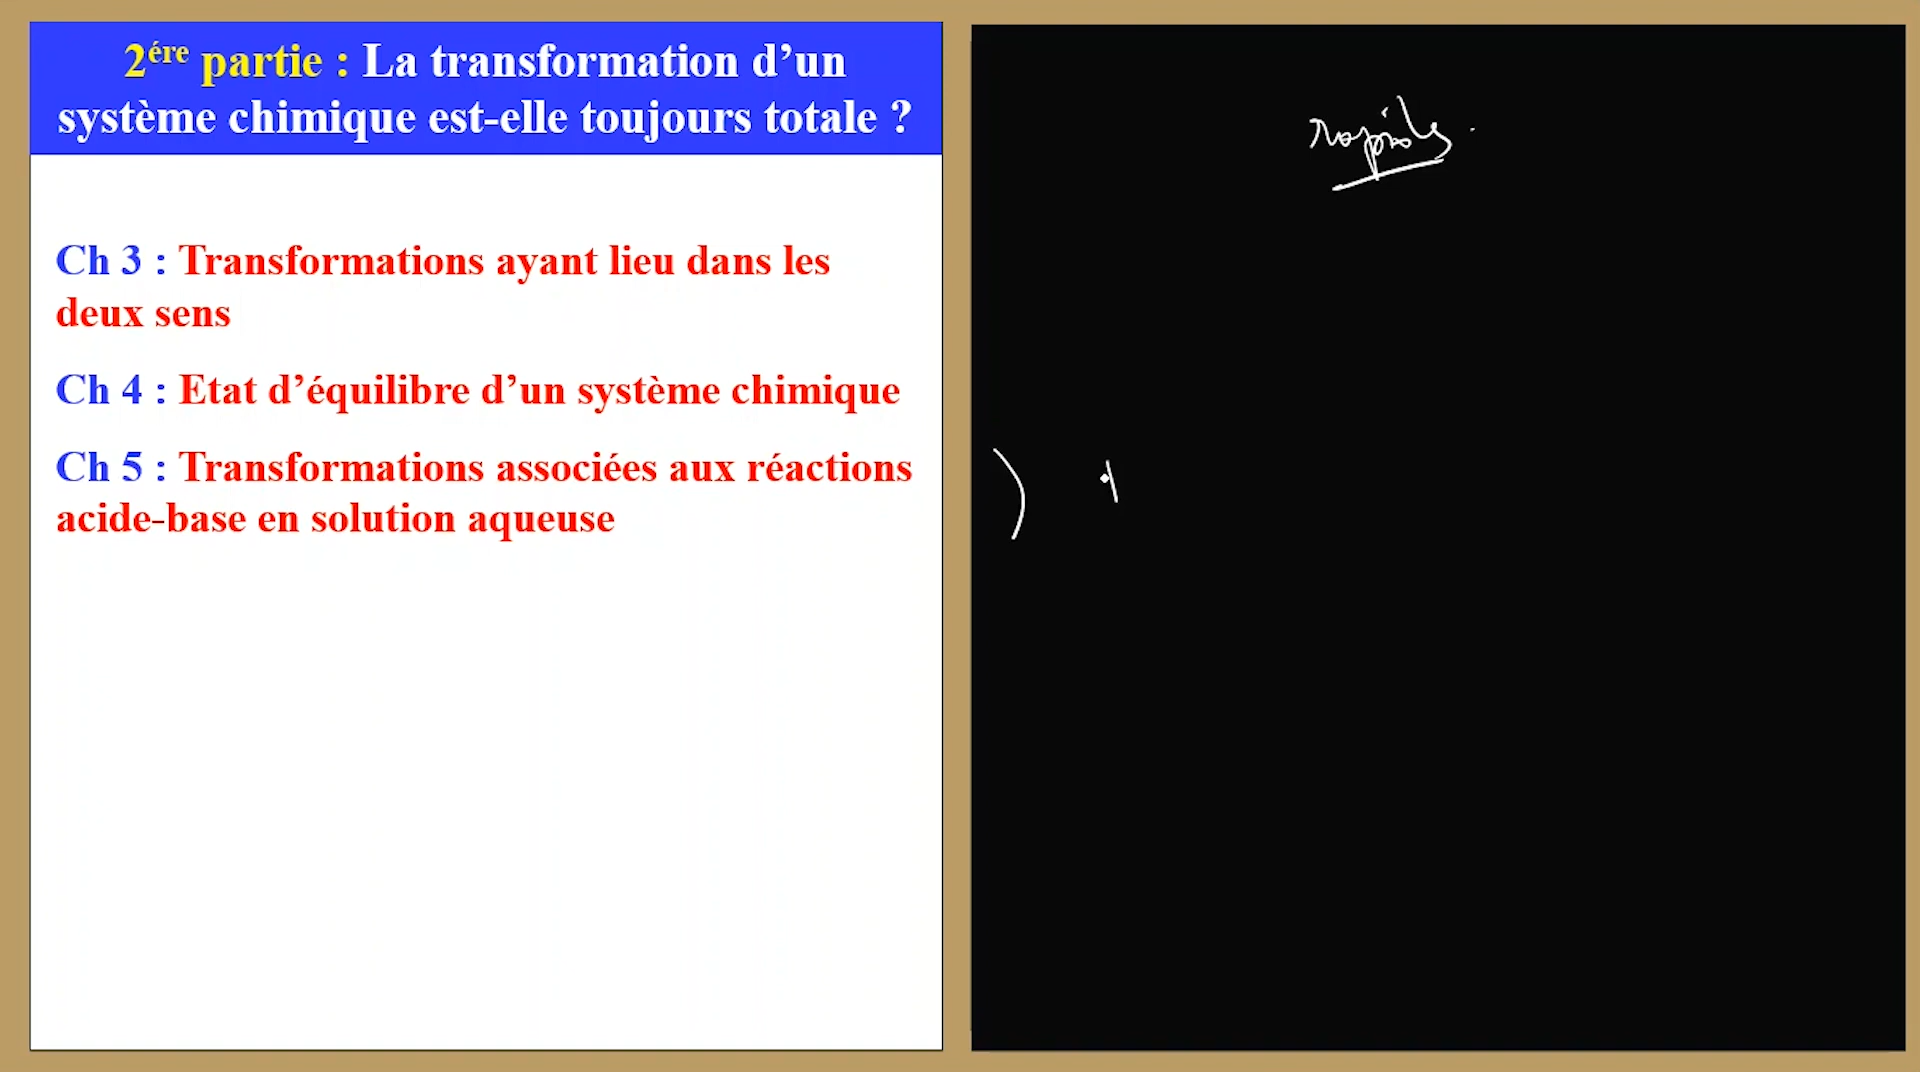 2ére partie : La transformation d’un
système chimique est-elle toujours totale ?
Ch 3 : Transformations ayant lieu dans les
deux sens
Ch 4 : Etat d’équilibre d’un système chimique
Ch 5 : Transformations associées aux réactions
acide-base en solution aqueuse